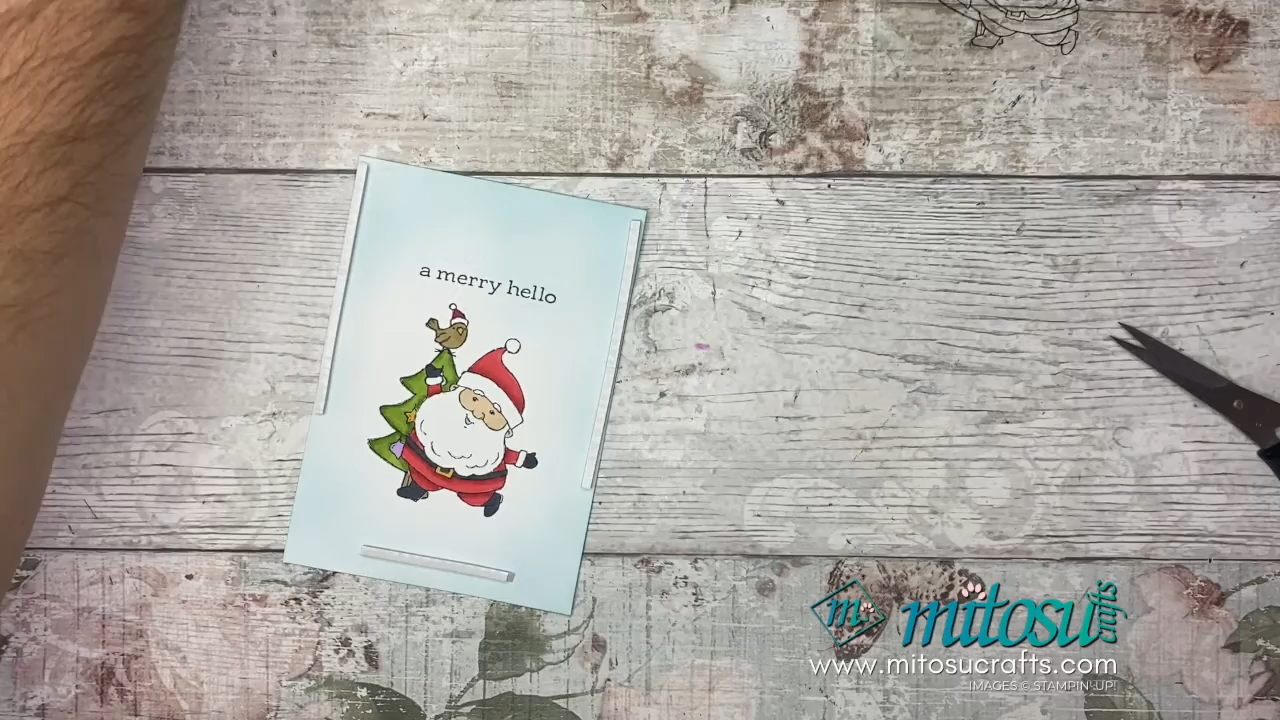 a merry hello
m
mitosu crafts
www.mitosucrafts.com
IMAGES © STAMPIN' UP!